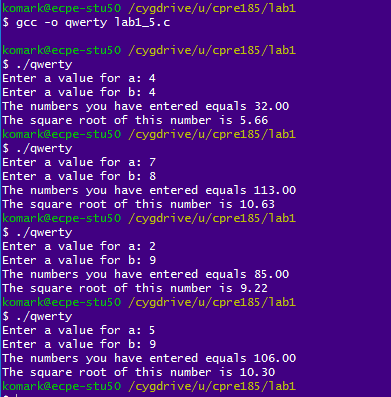 komark@ecpe-stu50 /cygdrive/u/cpre185/lab1
$ gcc -o qwerty lab1_5.c
komark@ecpe-stu50 /cygdrive/u/cpre185/lab1
$ ./qwerty
Enter a value for a: 4
Enter a value for b: 4
The numbers you have entered equals 32.00
The square root of this number is 5.66
komark@ecpe-stu50 /cygdrive/u/cpre185/lab1
$ ./qwerty
Enter a value for a: 7
Enter a value for b: 8
The numbers you have entered equals 113.00
The square root of this number is 10.63
komark@ecpe-stu50 /cygdrive/u/cpre185/lab1
$ ./qwerty
Enter a value for a: 2
Enter a value for b: 9
The numbers you have entered equals 85.00
The square root of this number is 9.22
komark@ecpe-stu50 /cygdrive/u/cpre185/lab1
$ ./qwerty
Enter a value for a: 5
Enter a value for b: 9
The numbers you have entered equals 106.00
The square root of this number is 10.30
komark@ecpe-stu50 /cygdrive/u/cpre185/lab1
$